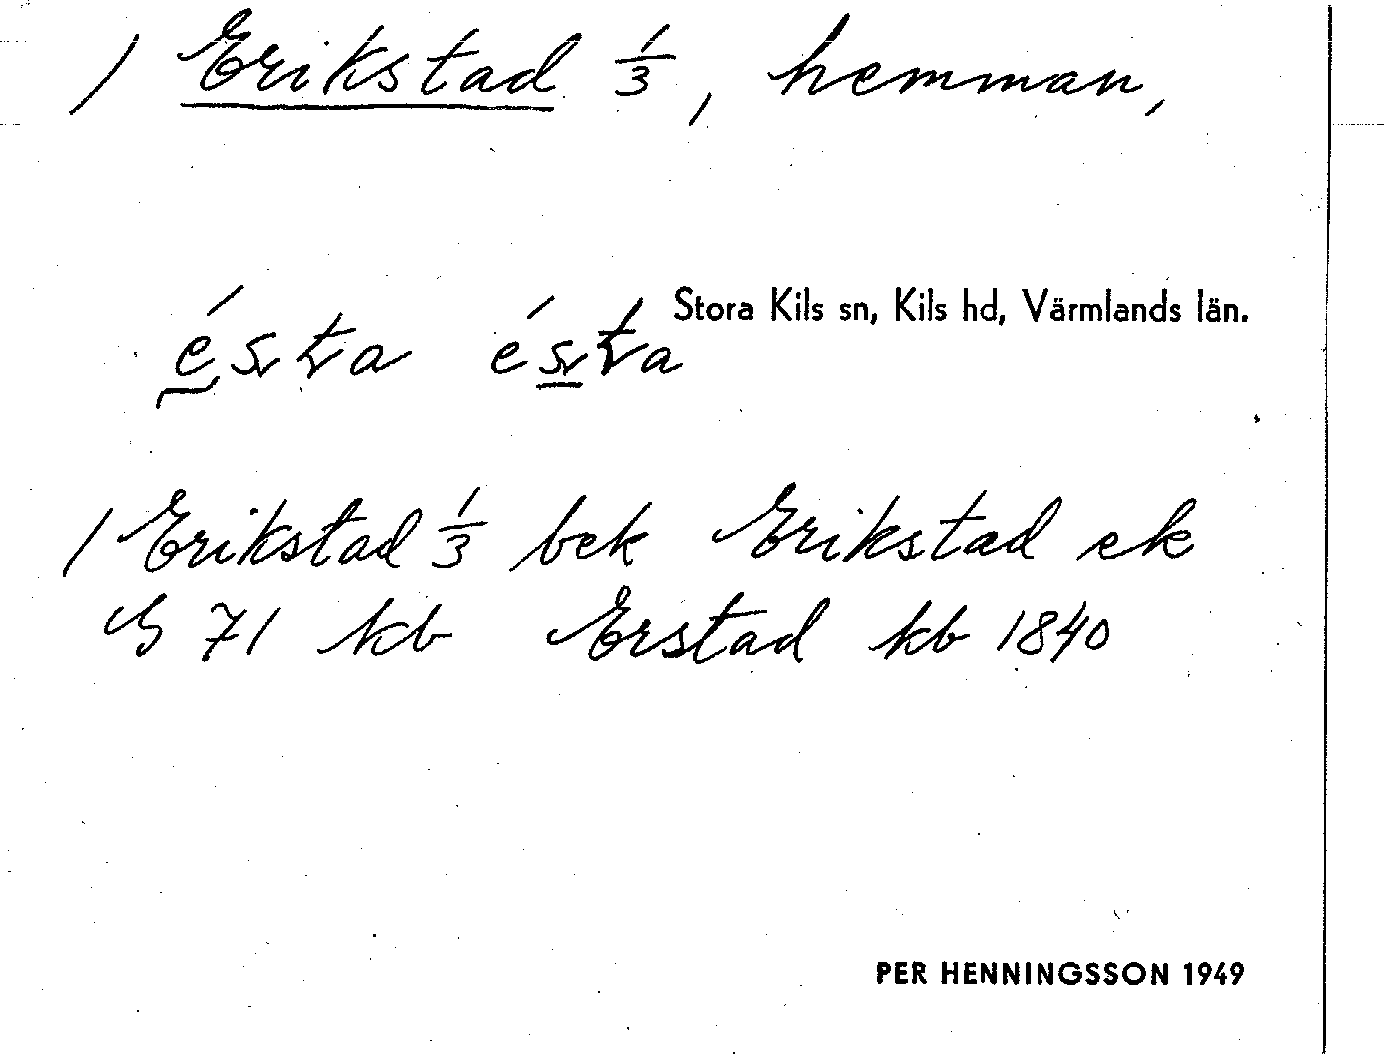 1 Erikstad 1/3, hemman,
Stora Kils sn, Kils hd, Värmlands län.
ésta ésta
1 Erikstad 1/3 bek Erikstad ek
G 71 kb Erstad kb 1840
PER HENNINGSSON 1949